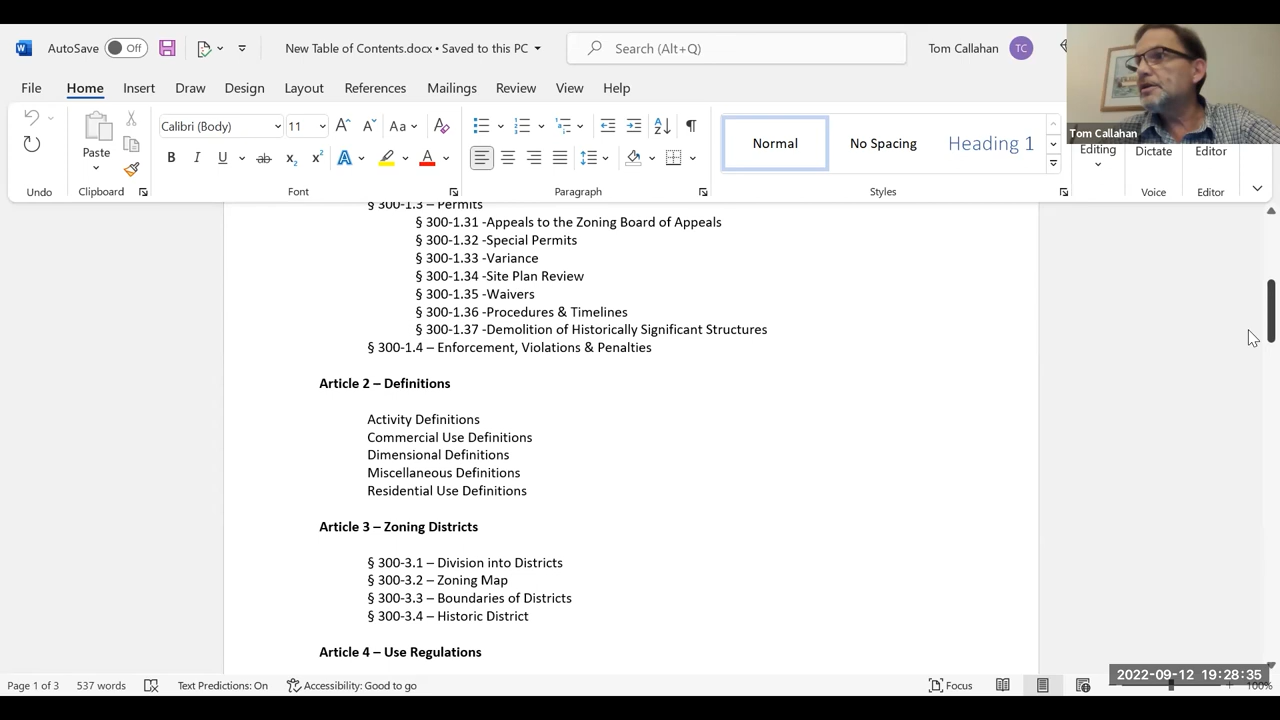 AutoSave Off New Table of Contents.docx • Saved to this PC Search (Alt+Q) Tom Callahan TC
File Home Insert Draw Design Layout References Mailings Review View Help
Calibri (Body) 11 Aa Normal No Spacing Heading 1
Tom Callahan
Paste Editing Dictate Editor
Undo Clipboard Font Paragraph Styles Voice Editor
§ 300-1.3 – Permits
§ 300-1.31 -Appeals to the Zoning Board of Appeals
§ 300-1.32 -Special Permits
§ 300-1.33 -Variance
§ 300-1.34 -Site Plan Review
§ 300-1.35 -Waivers
§ 300-1.36 -Procedures & Timelines
§ 300-1.37 -Demolition of Historically Significant Structures
§ 300-1.4 – Enforcement, Violations & Penalties
Article 2 – Definitions
Activity Definitions
Commercial Use Definitions
Dimensional Definitions
Miscellaneous Definitions
Residential Use Definitions
Article 3 – Zoning Districts
§ 300-3.1 – Division into Districts
§ 300-3.2 – Zoning Map
§ 300-3.3 – Boundaries of Districts
§ 300-3.4 – Historic District
Article 4 – Use Regulations
2022-09-12 19:28:35
Page 1 of 3 537 words Text Predictions: On Accessibility: Good to go Focus 100%